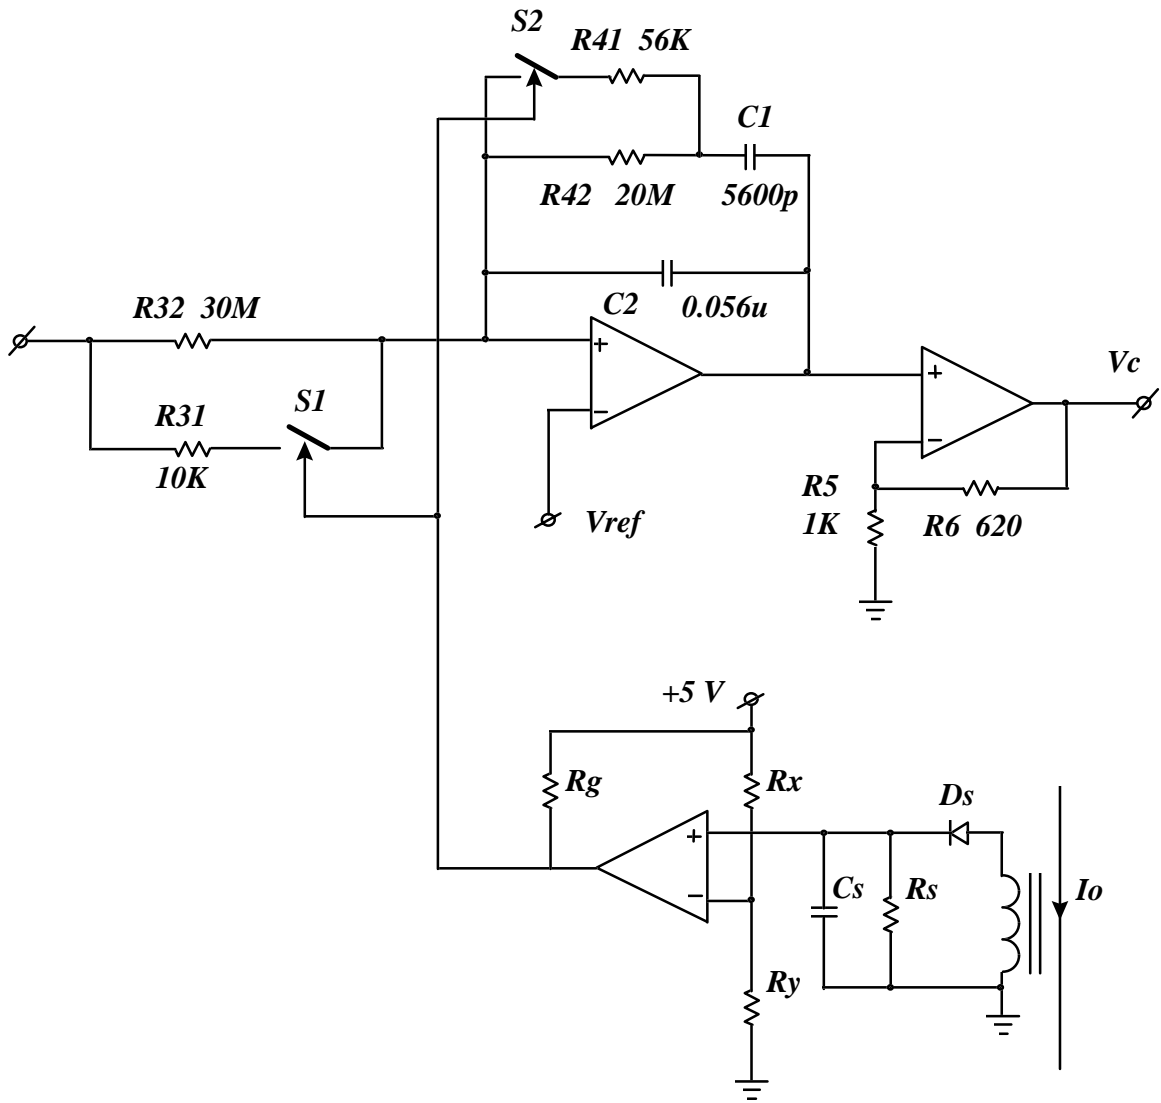 S2
R41 56K
C1
R42 20M
5600p
R32 30M
C2
0.056u
+
Vc
+
R31
S1
−
−
10K
R5
Vref
1K
R6 620
+5 V
Rg
Rx
Ds
+
Cs
Rs
Io
−
Ry